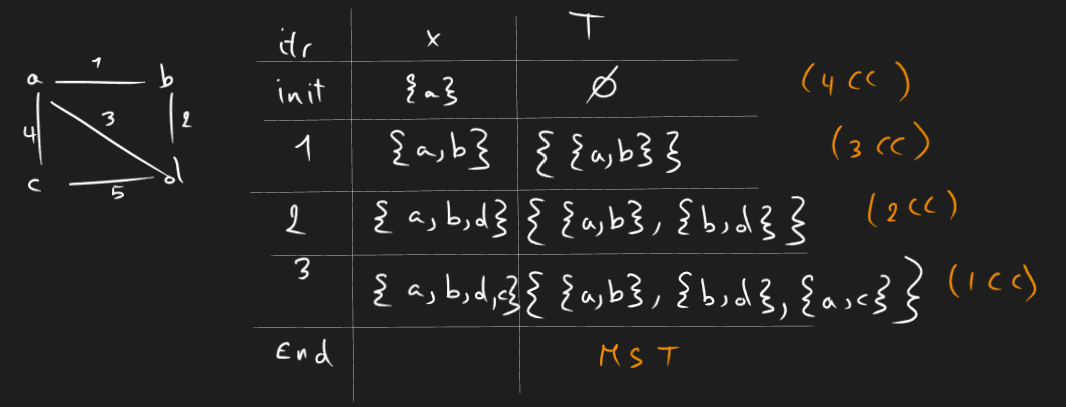 itr x T
init {a} ∅ (4 CC)
1 {a,b} {{a,b}} (3 CC)
2 {a,b,d} {{a,b},{b,d}} (2 CC)
3 {a,b,d,c} {{a,b},{b,d},{a,c}} (1 CC)
End MST
a 1 b
4 3 2
c 5 d